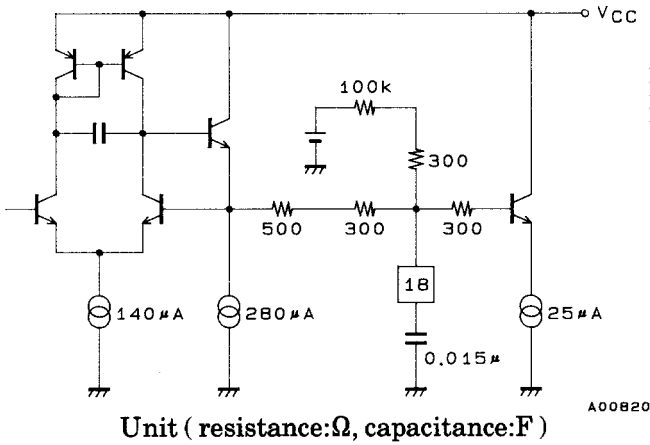 VCC
100k
300
500
300
300
18
140μA
280μA
25μA
0.015μ
A00820
Unit ( resistance:Ω, capacitance:F )